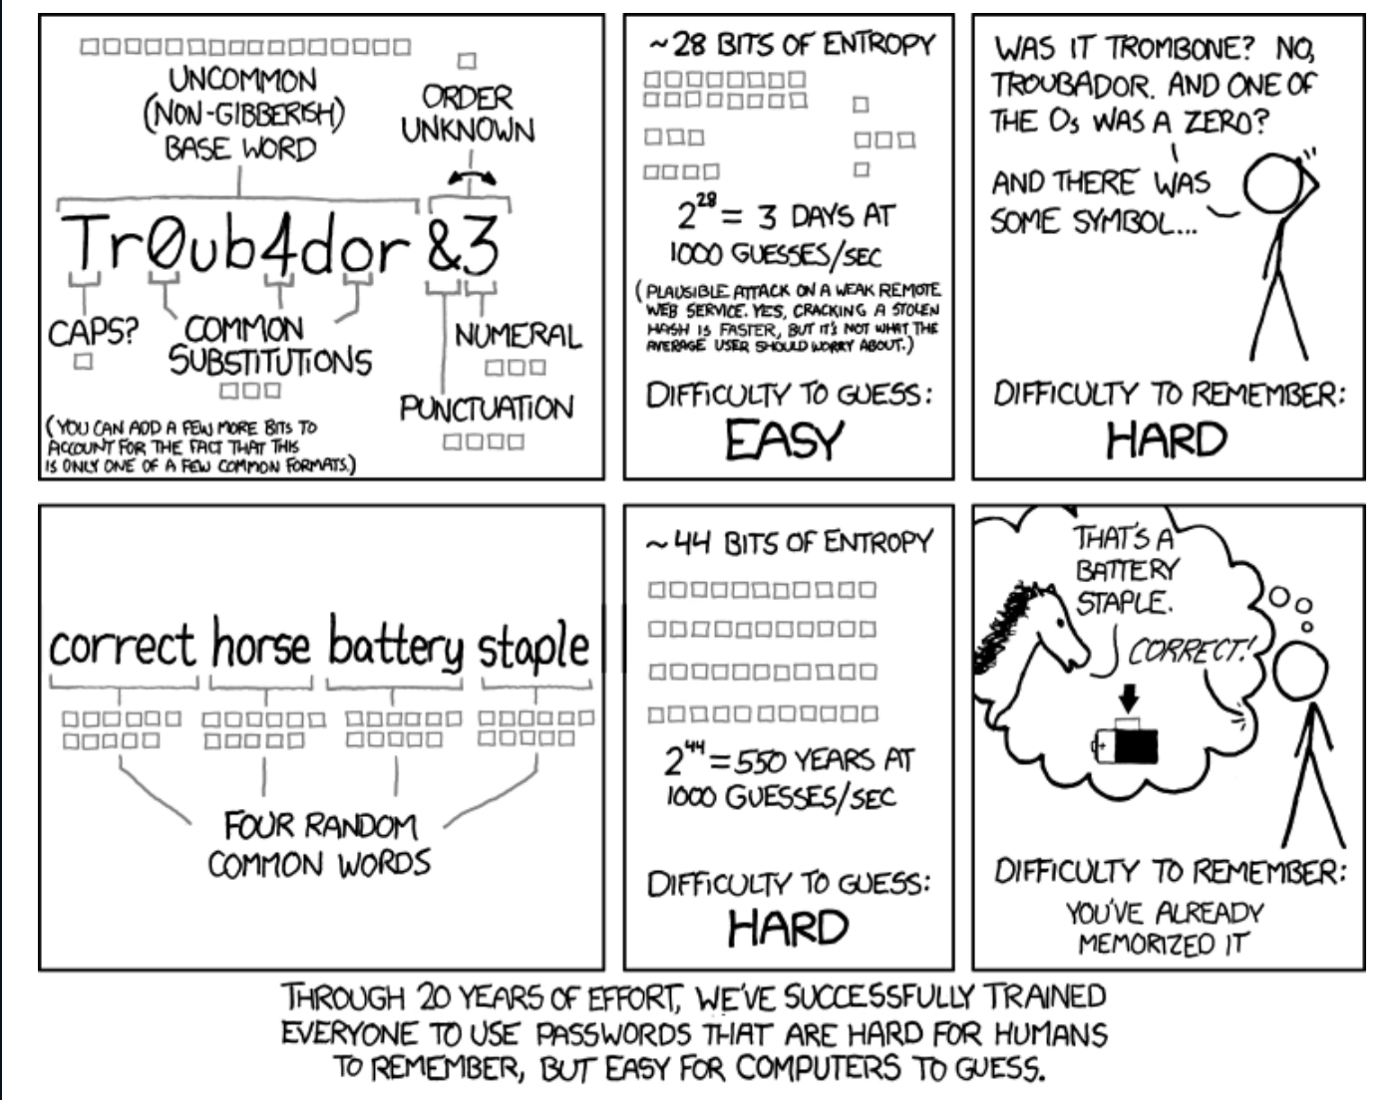 UNCOMMON
(NON-GIBBERISH)
BASE WORD
ORDER
UNKNOWN
Tr0ub4dor &3
CAPS?
COMMON
SUBSTITUTIONS
NUMERAL
PUNCTUATION
(YOU CAN ADD A FEW MORE BITS TO
ACCOUNT FOR THE FACT THAT THIS
IS ONLY ONE OF A FEW COMMON FORMATS.)
~28 BITS OF ENTROPY
2^28 = 3 DAYS AT
1000 GUESSES/SEC
(PLAUSIBLE ATTACK ON A WEAK REMOTE
WEB SERVICE. YES, CRACKING A STOLEN
HASH IS FASTER, BUT IT'S NOT WHAT THE
AVERAGE USER SHOULD WORRY ABOUT.)
DIFFICULTY TO GUESS:
EASY
WAS IT TROMBONE? NO,
TROUBADOR. AND ONE OF
THE Os WAS A ZERO?
AND THERE WAS
SOME SYMBOL...
DIFFICULTY TO REMEMBER:
HARD
correct horse battery staple
FOUR RANDOM
COMMON WORDS
~44 BITS OF ENTROPY
2^44 = 550 YEARS AT
1000 GUESSES/SEC
DIFFICULTY TO GUESS:
HARD
THAT'S A
BATTERY
STAPLE.
CORRECT!
+
DIFFICULTY TO REMEMBER:
YOU'VE ALREADY
MEMORIZED IT
THROUGH 20 YEARS OF EFFORT, WE'VE SUCCESSFULLY TRAINED
EVERYONE TO USE PASSWORDS THAT ARE HARD FOR HUMANS
TO REMEMBER, BUT EASY FOR COMPUTERS TO GUESS.